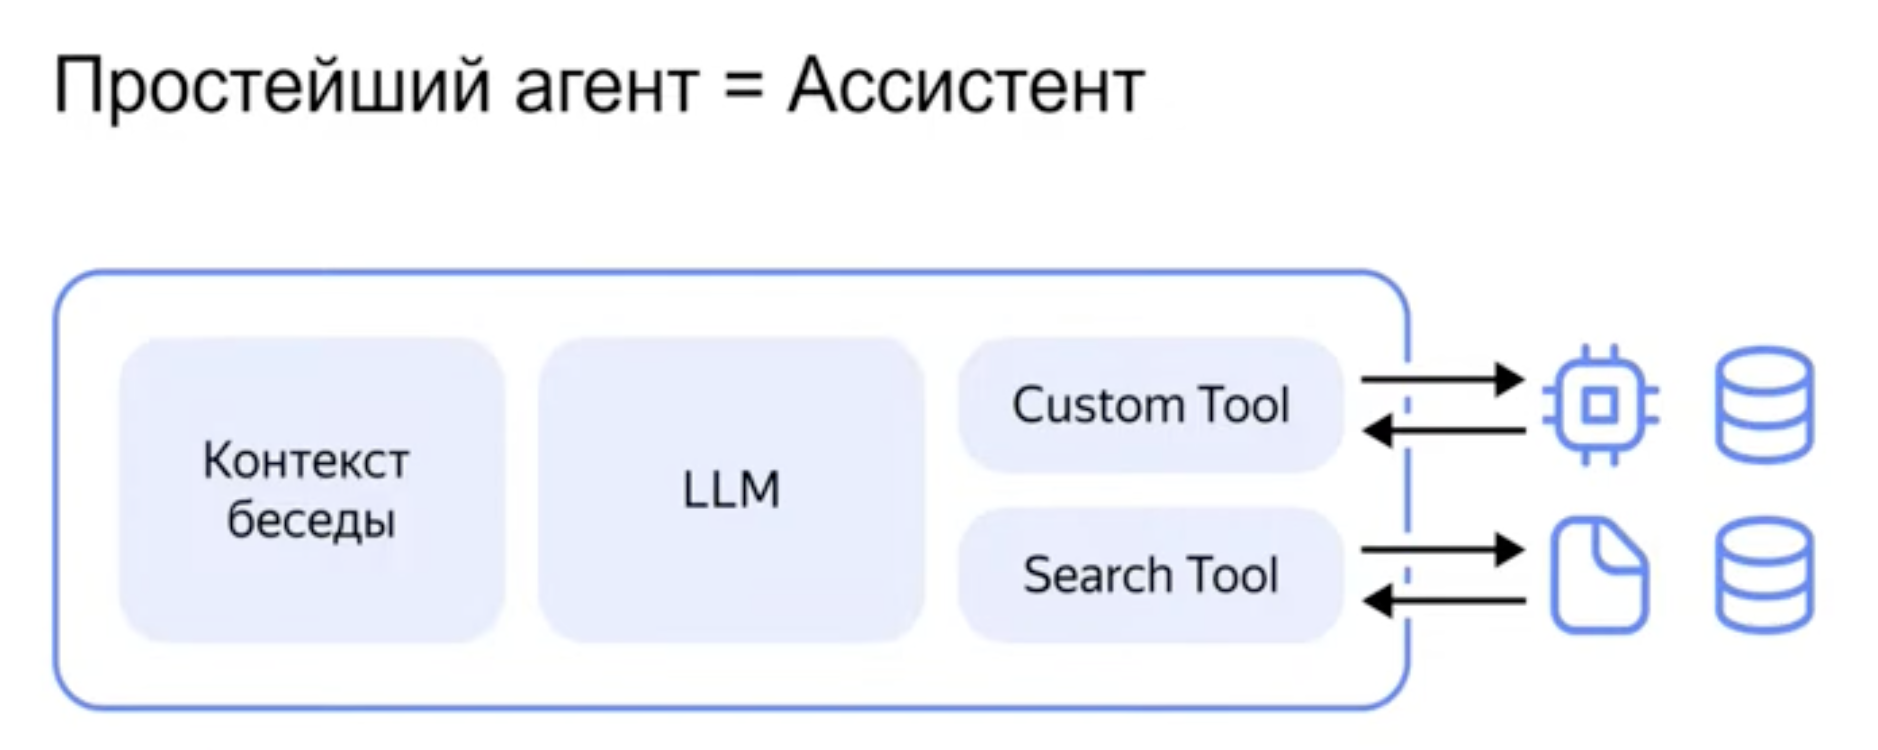 Простейший агент = Ассистент
Контекст
беседы
LLM
Custom Tool
Search Tool